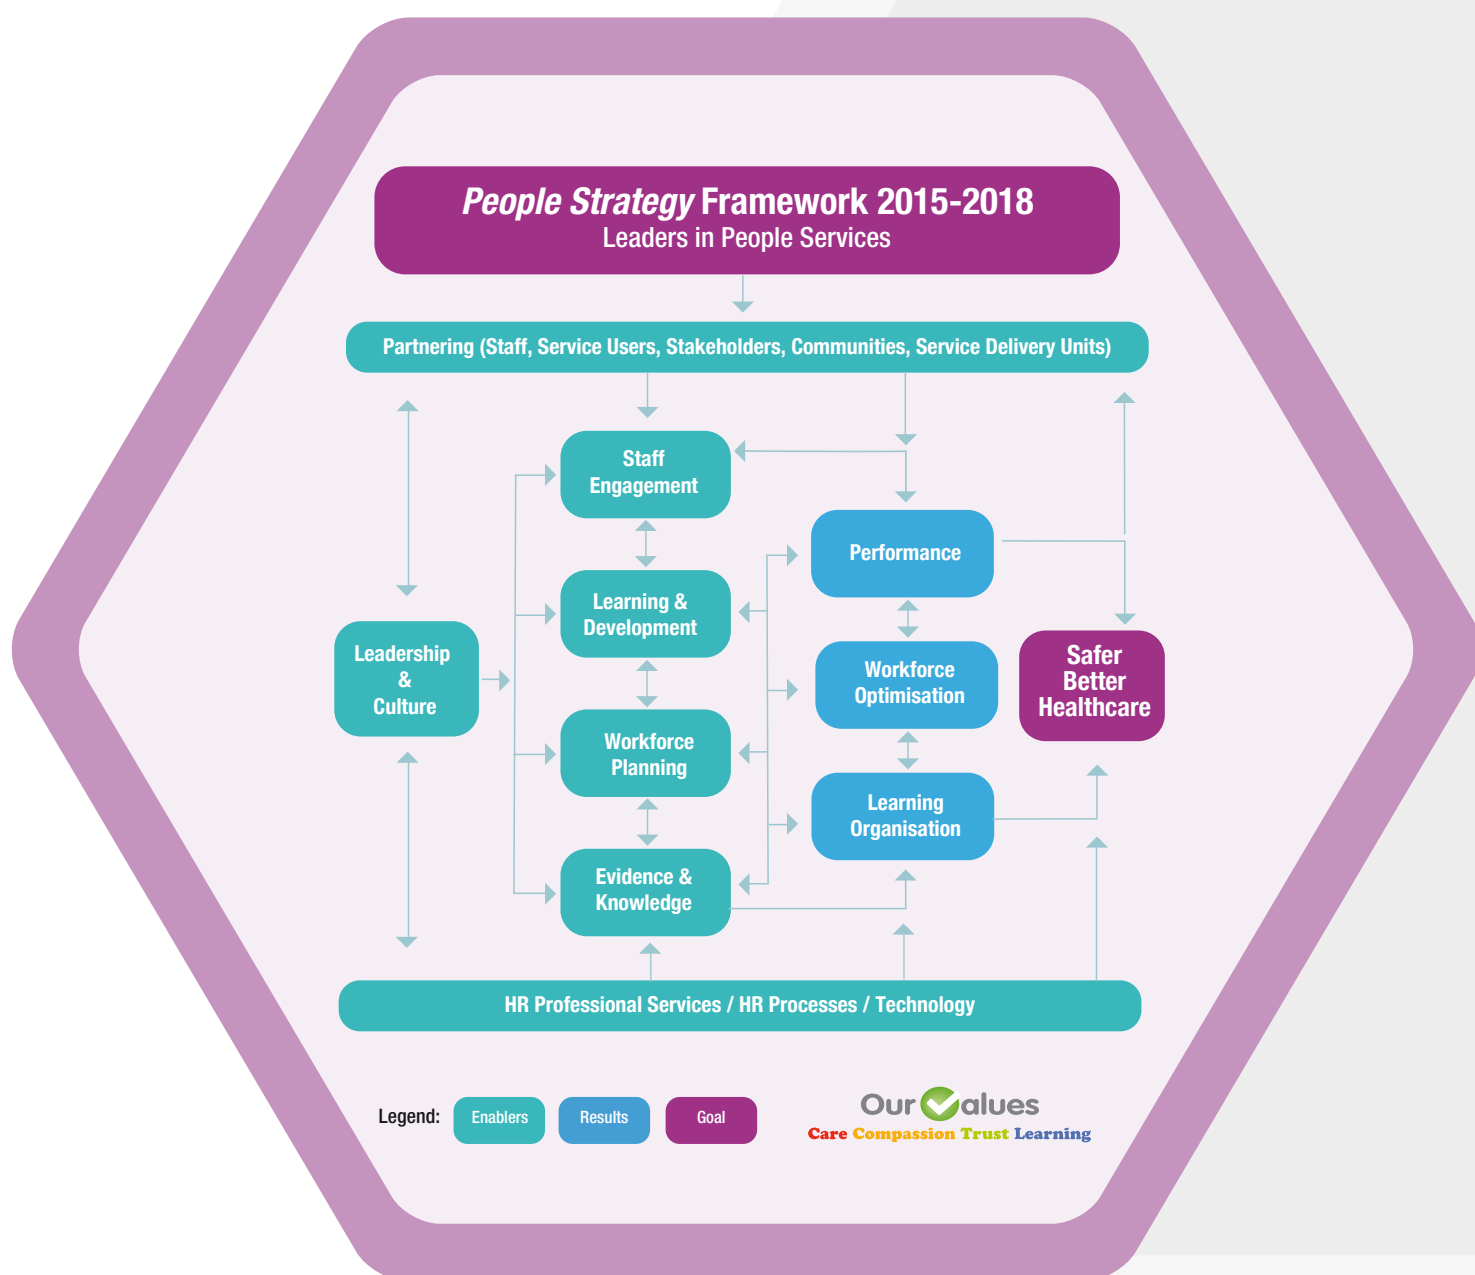 People Strategy Framework 2015-2018
Leaders in People Services
Partnering (Staff, Service Users, Stakeholders, Communities, Service Delivery Units)
Staff
Engagement
Performance
Learning &
Development
Leadership
&
Culture
Workforce
Optimisation
Safer
Better
Healthcare
Workforce
Planning
Learning
Organisation
Evidence &
Knowledge
HR Professional Services / HR Processes / Technology
Legend:
Enablers
Results
Goal
Our Values
Care Compassion Trust Learning